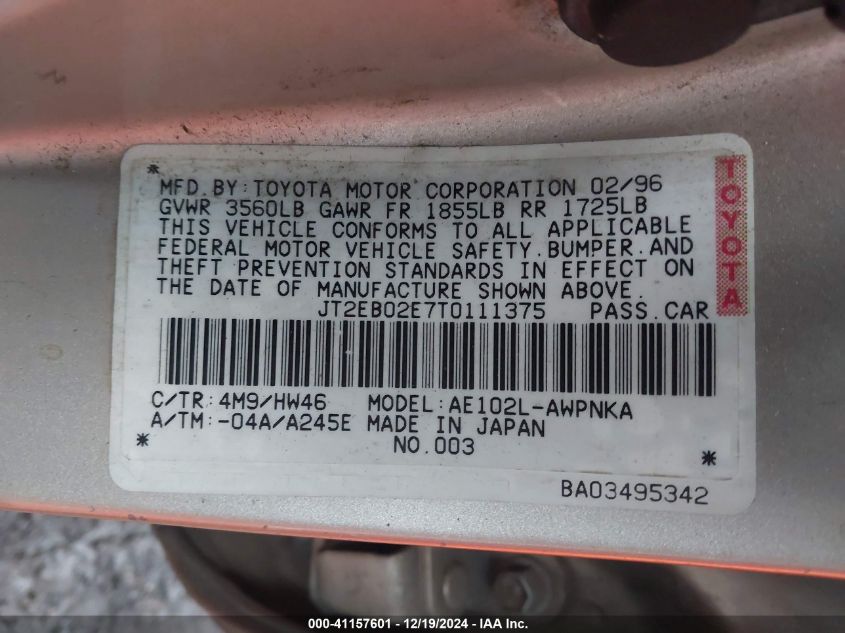 * MFD.BY:TOYOTA MOTOR CORPORATION 02/96
GVWR 3560LB GAWR FR 1855LB RR 1725LB
THIS VEHICLE CONFORMS TO ALL APPLICABLE
FEDERAL MOTOR VEHICLE SAFETY.BUMPER.AND
THEFT PREVENTION STANDARDS IN EFFECT ON
THE DATE OF MANUFACTURE SHOWN ABOVE.
JT2EB02E7T0111375 PASS.CAR
TOYOTA
C/TR:4M9/HW46 MODEL:AE102L-AWPNKA
A/TM:-04A/A245E MADE IN JAPAN
* NO.003 *
BA03495342
000-41157601 - 12/19/2024 - IAA Inc.